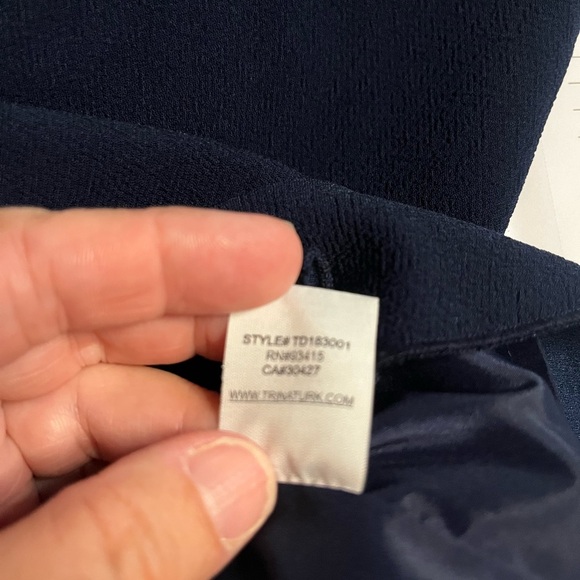 STYLE# TD183001
RN#93415
CA#30427
WWW.TRINATURK.COM